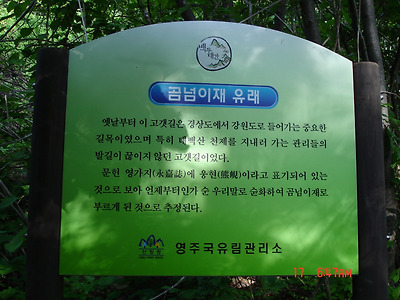 백두대간
곰넘이재 유래
옛날부터 이 고갯길은 경상도에서 강원도로 들어가는 중요한
길목이었으며 특히 태백산 천제를 지내러 가는 관리들의
발길이 끊이지 않던 고갯길이었다.
문헌 영가지(永嘉誌)에 웅현(熊峴)이라고 표기되어 있는
것으로 보아 언제부터인가 순 우리말로 순화하여 곰넘이재로
부르게 된 것으로 추정된다.
산림청
영주국유림관리소